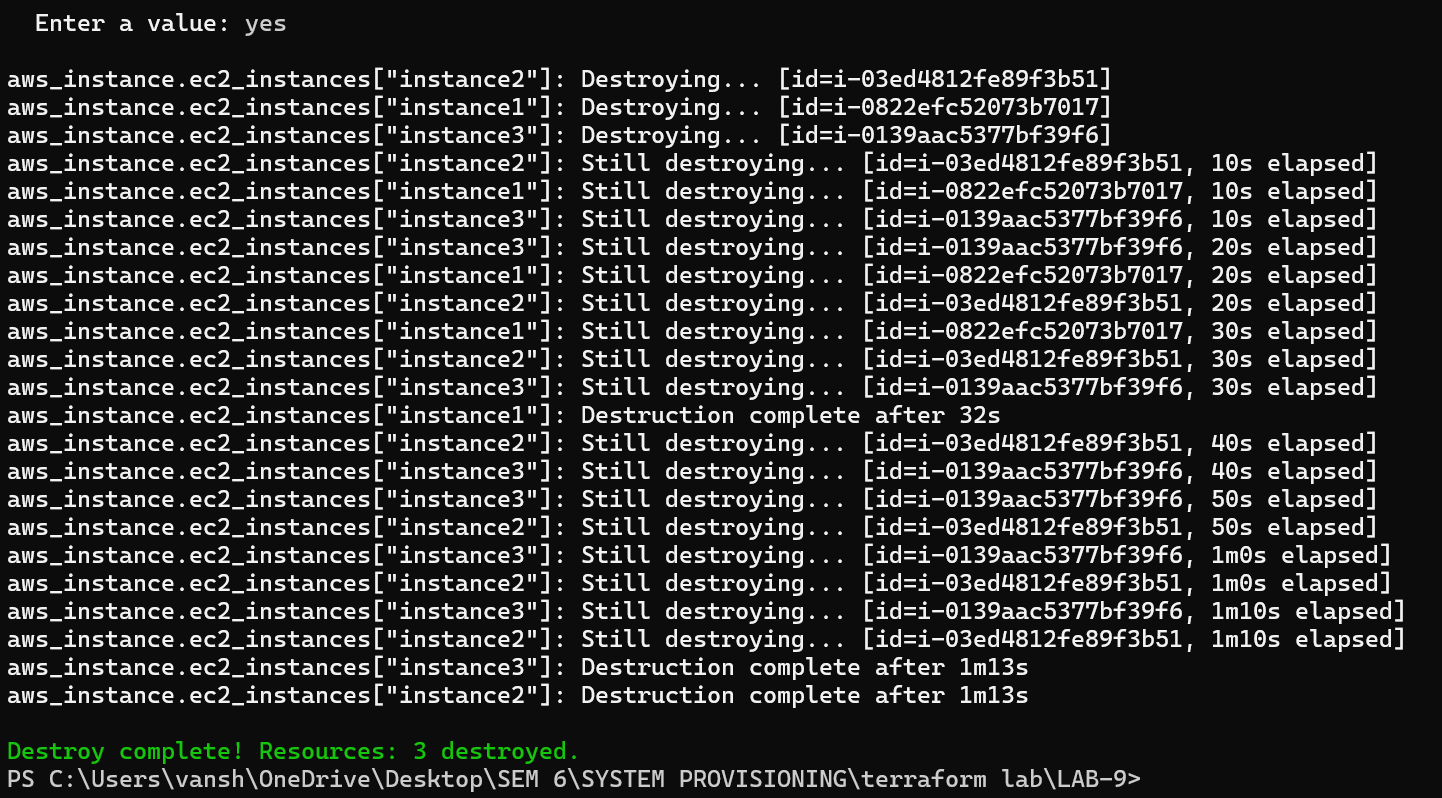 Enter a value: yes
aws_instance.ec2_instances["instance2"]: Destroying... [id=i-03ed4812fe89f3b51]
aws_instance.ec2_instances["instance1"]: Destroying... [id=i-0822efc52073b7017]
aws_instance.ec2_instances["instance3"]: Destroying... [id=i-0139aac5377bf39f6]
aws_instance.ec2_instances["instance2"]: Still destroying... [id=i-03ed4812fe89f3b51, 10s elapsed]
aws_instance.ec2_instances["instance1"]: Still destroying... [id=i-0822efc52073b7017, 10s elapsed]
aws_instance.ec2_instances["instance3"]: Still destroying... [id=i-0139aac5377bf39f6, 10s elapsed]
aws_instance.ec2_instances["instance3"]: Still destroying... [id=i-0139aac5377bf39f6, 20s elapsed]
aws_instance.ec2_instances["instance1"]: Still destroying... [id=i-0822efc52073b7017, 20s elapsed]
aws_instance.ec2_instances["instance2"]: Still destroying... [id=i-03ed4812fe89f3b51, 20s elapsed]
aws_instance.ec2_instances["instance1"]: Still destroying... [id=i-0822efc52073b7017, 30s elapsed]
aws_instance.ec2_instances["instance2"]: Still destroying... [id=i-03ed4812fe89f3b51, 30s elapsed]
aws_instance.ec2_instances["instance3"]: Still destroying... [id=i-0139aac5377bf39f6, 30s elapsed]
aws_instance.ec2_instances["instance1"]: Destruction complete after 32s
aws_instance.ec2_instances["instance2"]: Still destroying... [id=i-03ed4812fe89f3b51, 40s elapsed]
aws_instance.ec2_instances["instance3"]: Still destroying... [id=i-0139aac5377bf39f6, 40s elapsed]
aws_instance.ec2_instances["instance3"]: Still destroying... [id=i-0139aac5377bf39f6, 50s elapsed]
aws_instance.ec2_instances["instance2"]: Still destroying... [id=i-03ed4812fe89f3b51, 50s elapsed]
aws_instance.ec2_instances["instance3"]: Still destroying... [id=i-0139aac5377bf39f6, 1m0s elapsed]
aws_instance.ec2_instances["instance2"]: Still destroying... [id=i-03ed4812fe89f3b51, 1m0s elapsed]
aws_instance.ec2_instances["instance3"]: Still destroying... [id=i-0139aac5377bf39f6, 1m10s elapsed]
aws_instance.ec2_instances["instance2"]: Still destroying... [id=i-03ed4812fe89f3b51, 1m10s elapsed]
aws_instance.ec2_instances["instance3"]: Destruction complete after 1m13s
aws_instance.ec2_instances["instance2"]: Destruction complete after 1m13s
Destroy complete! Resources: 3 destroyed.
PS C:\Users\vansh\OneDrive\Desktop\SEM 6\SYSTEM PROVISIONING\terraform lab\LAB-9>